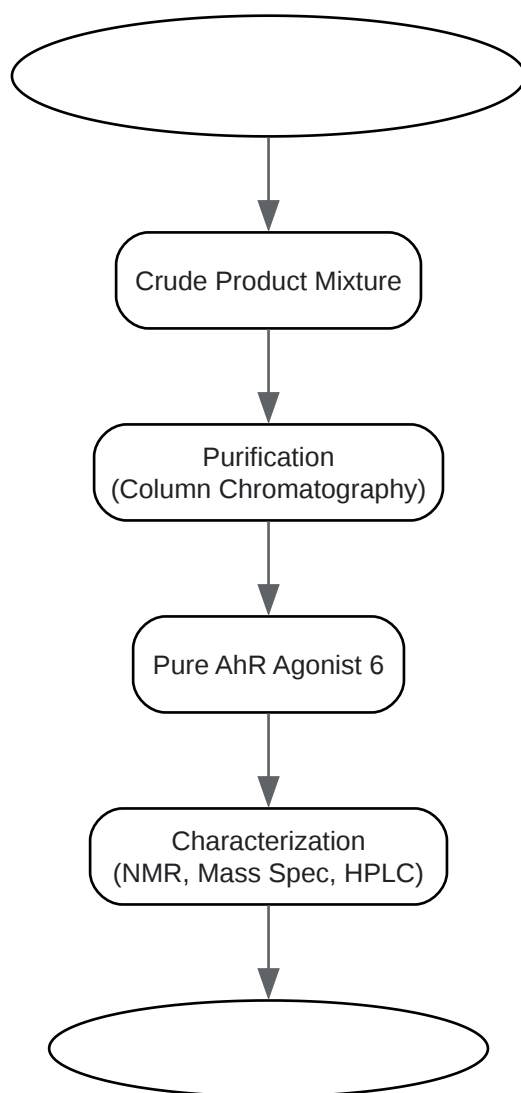 Crude Product Mixture
Purification
(Column Chromatography)
Pure AhR Agonist 6
Characterization
(NMR, Mass Spec, HPLC)